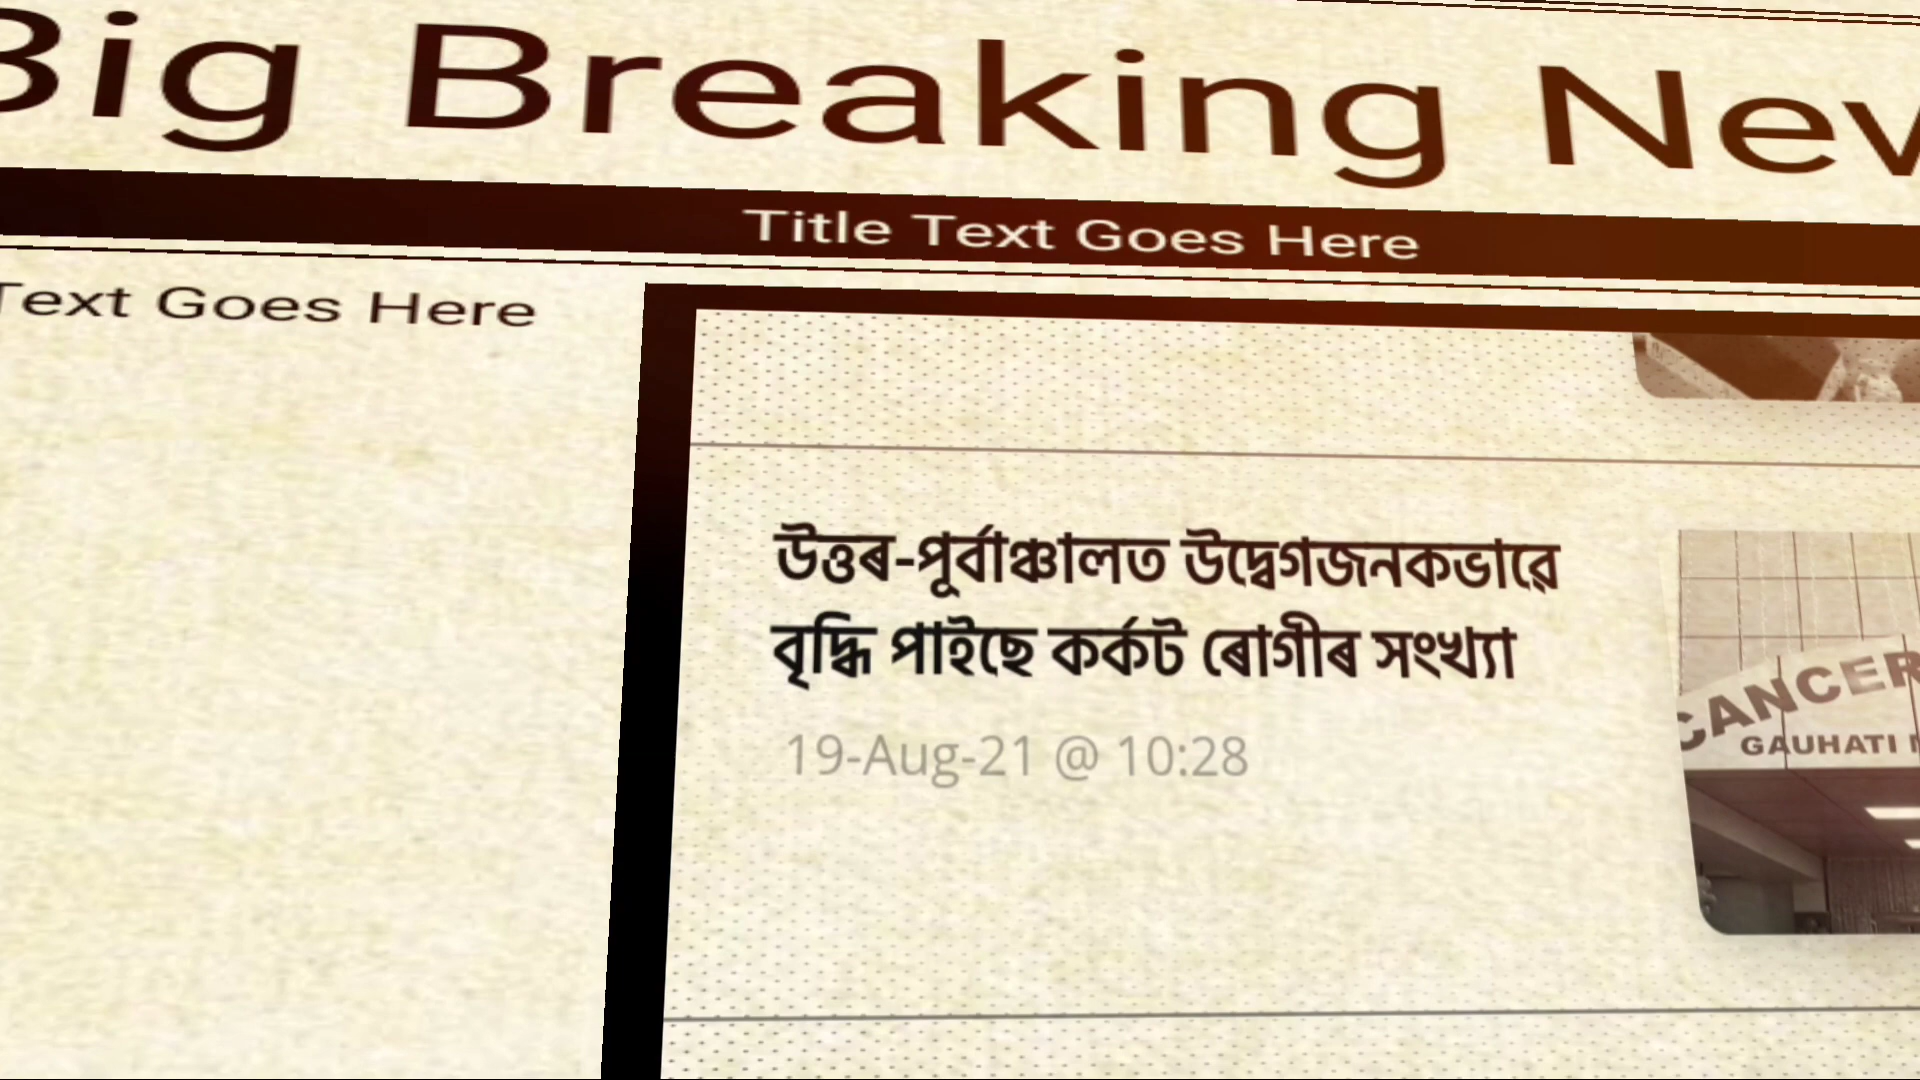 Big Breaking
Title Text Goes Here
Text Goes Here
উত্তৰ-পূৰ্বাঞ্চালত উদ্বেগজনকভাৱে
বৃদ্ধি পাইছে কৰ্কট ৰোগীৰ সংখ্যা
19-Aug-21 @ 10:28
CANCER
GAUHATI